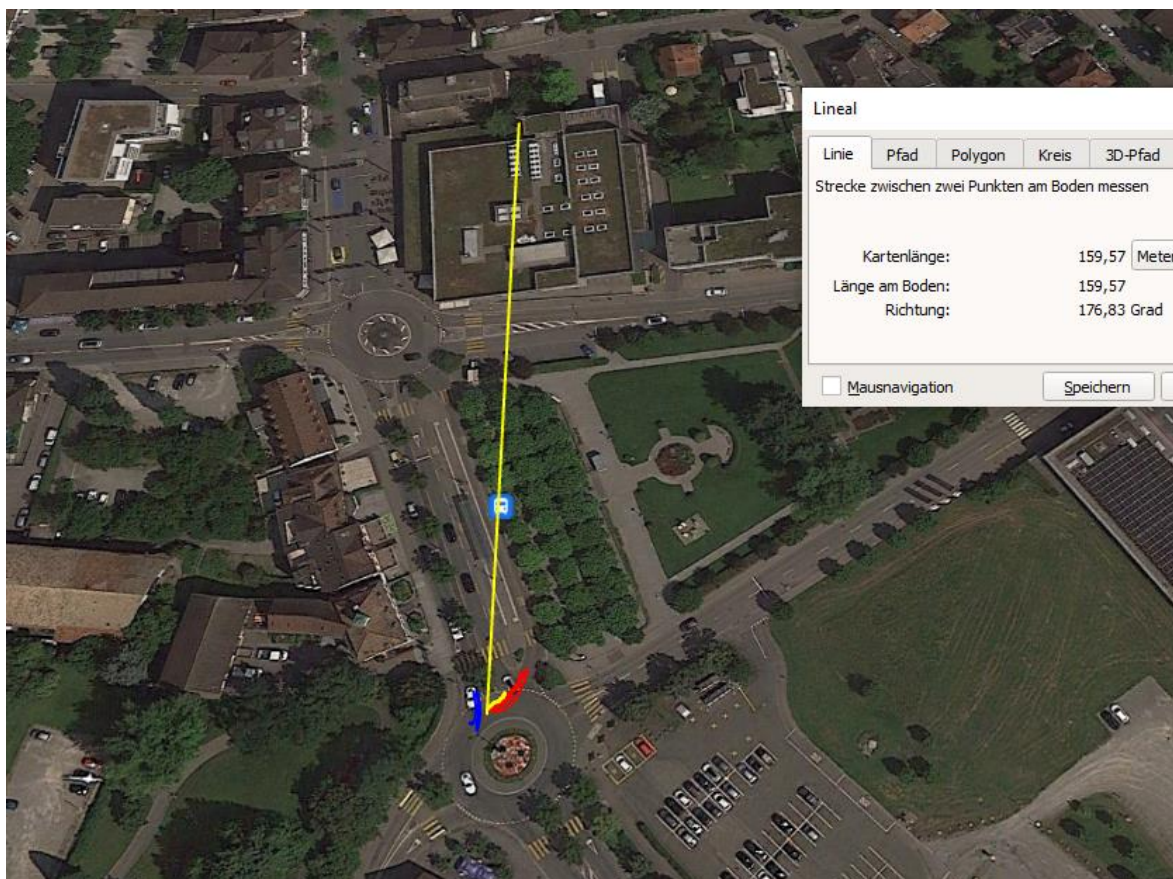 Lineal
Linie Pfad Polygon Kreis 3D-Pfad
Strecke zwischen zwei Punkten am Boden messen
Kartenlänge: 159,57 Meter
Länge am Boden: 159,57
Richtung: 176,83 Grad
Mausnavigation Speichern